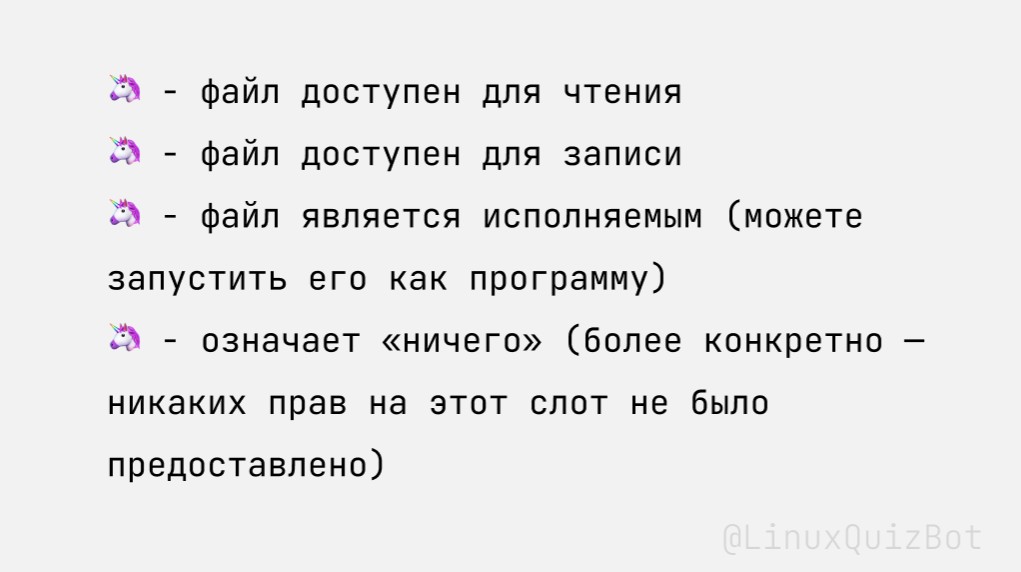 🦄 - файл доступен для чтения
🦄 - файл доступен для записи
🦄 - файл является исполняемым (можете
запустить его как программу)
🦄 - означает «ничего» (более конкретно —
никаких прав на этот слот не было
предоставлено)
@LinuxQuizBot